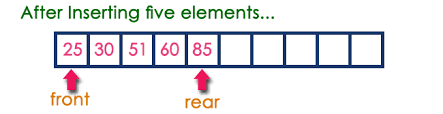 After Inserting five elements...
25 30 51 60 85
front rear